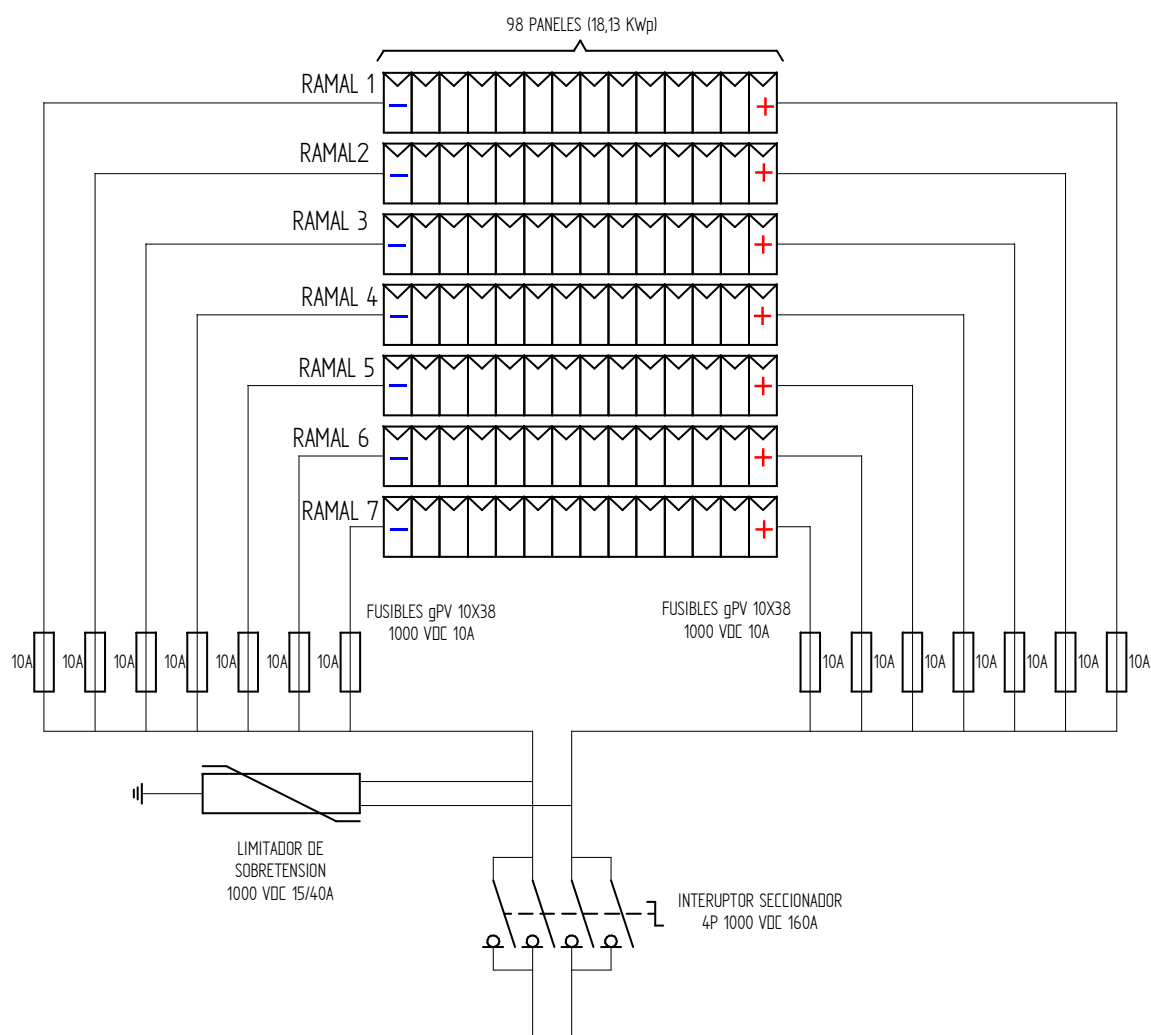 98 PANELES (18,13 KWp)
RAMAL 1
RAMAL2
RAMAL 3
RAMAL 4
RAMAL 5
RAMAL 6
RAMAL 7
FUSIBLES gPV 10X38
1000 VDC 10A
FUSIBLES gPV 10X38
1000 VDC 10A
10A 10A 10A 10A 10A 10A 10A
10A 10A 10A 10A 10A 10A 10A
LIMITADOR DE
SOBRETENSION
1000 VDC 15/40A
INTERUPTOR SECCIONADOR
4P 1000 VDC 160A